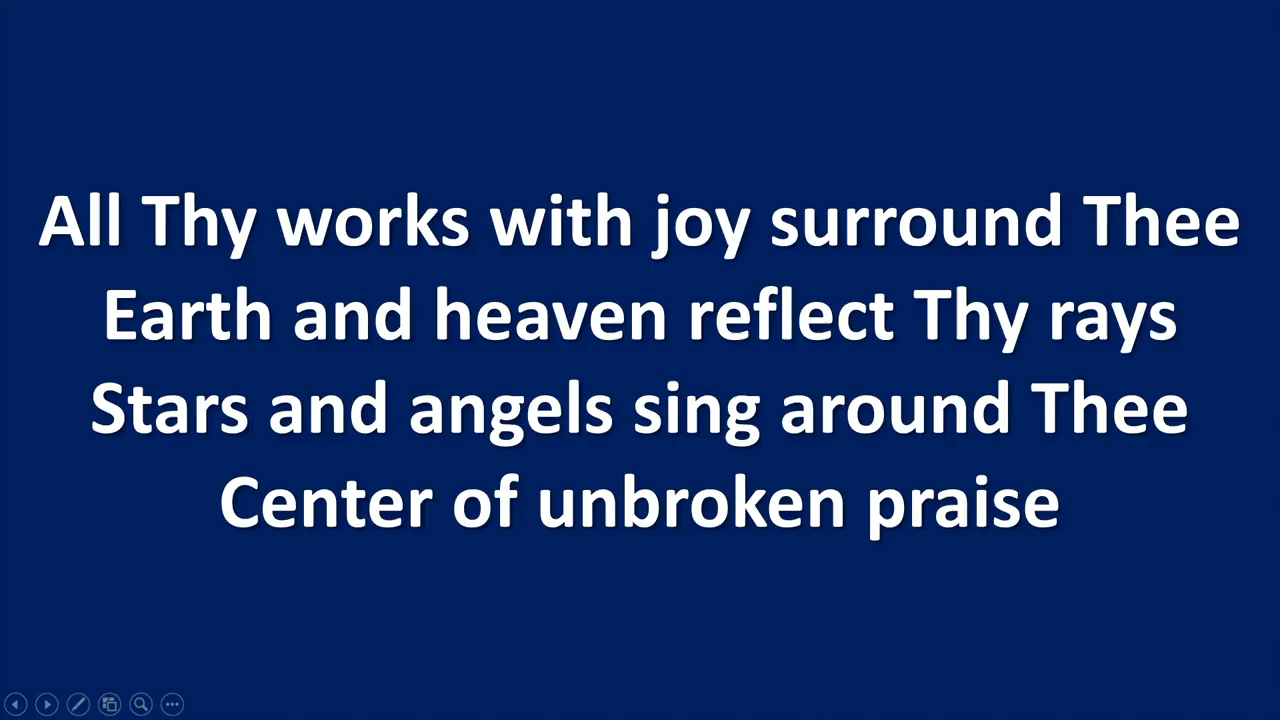 All Thy works with joy surround Thee
Earth and heaven reflect Thy rays
Stars and angels sing around Thee
Center of unbroken praise